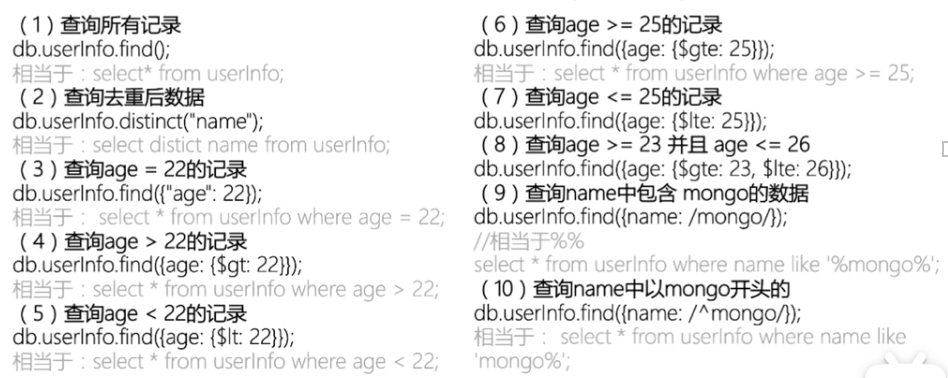 （1）查询所有记录
db.userInfo.find();
相当于：select* from userInfo;
（2）查询去重后数据
db.userInfo.distinct("name");
相当于：select distict name from userInfo;
（3）查询age = 22的记录
db.userInfo.find({"age": 22});
相当于： select * from userInfo where age = 22;
（4）查询age > 22的记录
db.userInfo.find({age: {$gt: 22}});
相当于：select * from userInfo where age > 22;
（5）查询age < 22的记录
db.userInfo.find({age: {$lt: 22}});
相当于：select * from userInfo where age < 22;
（6）查询age >= 25的记录
db.userInfo.find({age: {$gte: 25}});
相当于：select * from userInfo where age >= 25;
（7）查询age <= 25的记录
db.userInfo.find({age: {$lte: 25}});
（8）查询age >= 23 并且 age <= 26
db.userInfo.find({age: {$gte: 23, $lte: 26}});
（9）查询name中包含 mongo的数据
db.userInfo.find({name: /mongo/});
//相当于%%
select * from userInfo where name like '%mongo%';
（10）查询name中以mongo开头的
db.userInfo.find({name: /^mongo/});
相当于： select * from userInfo where name like
'mongo%';